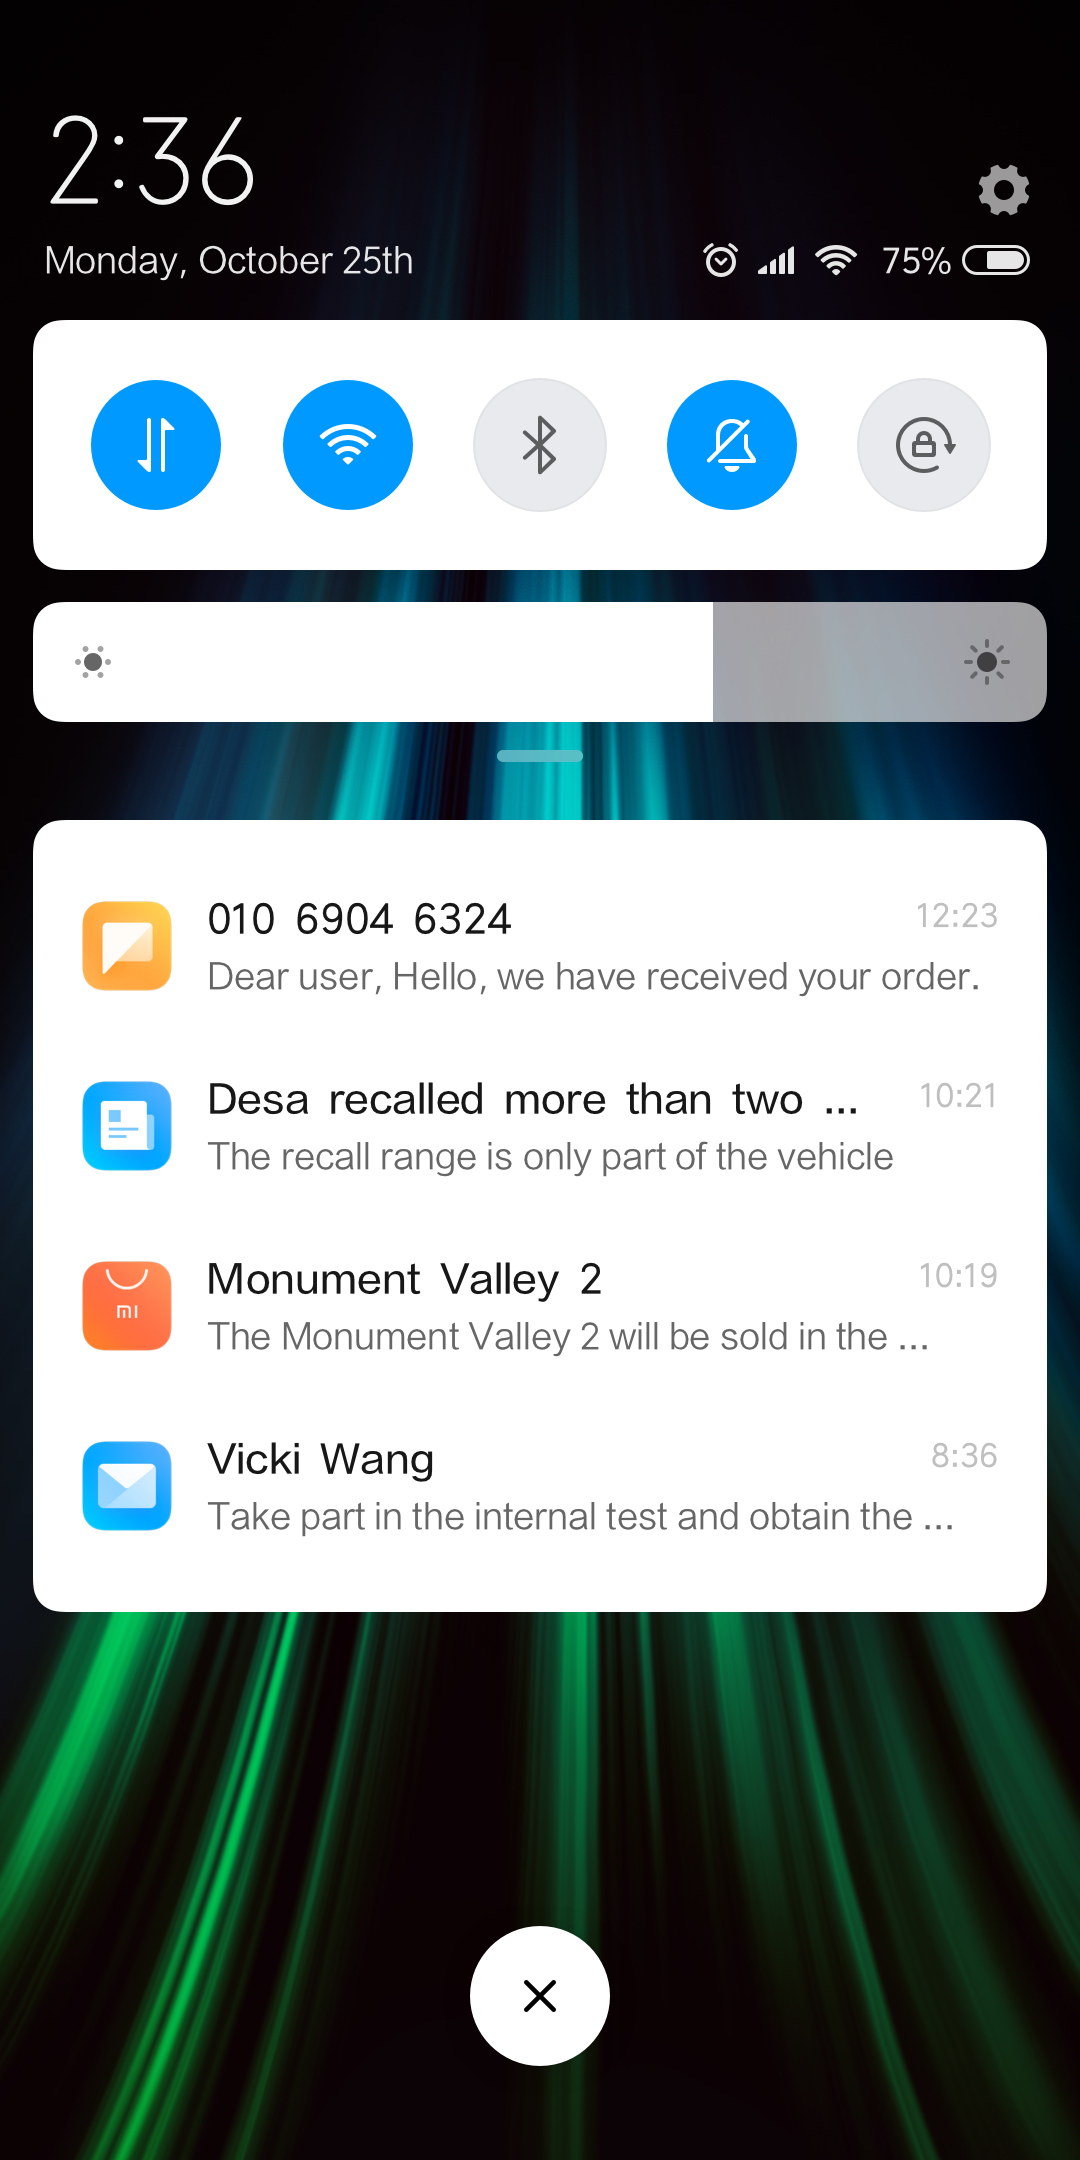 2:36
Monday, October 25th
75%
010 6904 6324
12:23
Dear user, Hello, we have received your order.
Desa recalled more than two ...
10:21
The recall range is only part of the vehicle
Monument Valley 2
10:19
The Monument Valley 2 will be sold in the ...
mi
Vicki Wang
8:36
Take part in the internal test and obtain the ...